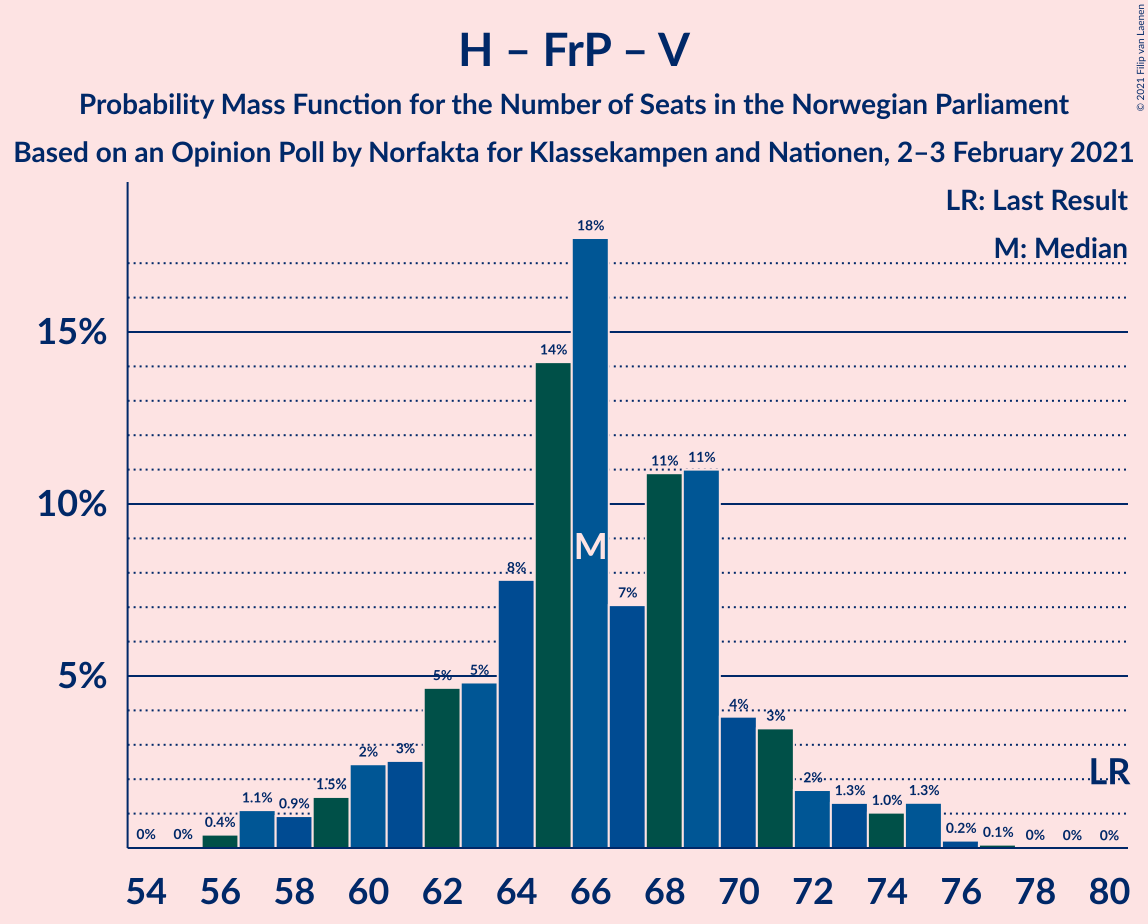 H – FrP – V
Probability Mass Function for the Number of Seats in the Norwegian Parliament
Based on an Opinion Poll by Norfakta for Klassekampen and Nationen, 2–3 February 2021
© 2021 Filip van Laenen
LR: Last Result
M: Median
15%
10%
5%
0% 0% 0.4% 1.1% 0.9% 1.5% 2% 3% 5% 5% 8% 14% 18% 7% 11% 11% 4% 3% 2% 1.3% 1.0% 1.3% 0.2% 0.1% 0% 0% 0%
M
LR
54 56 58 60 62 64 66 68 70 72 74 76 78 80